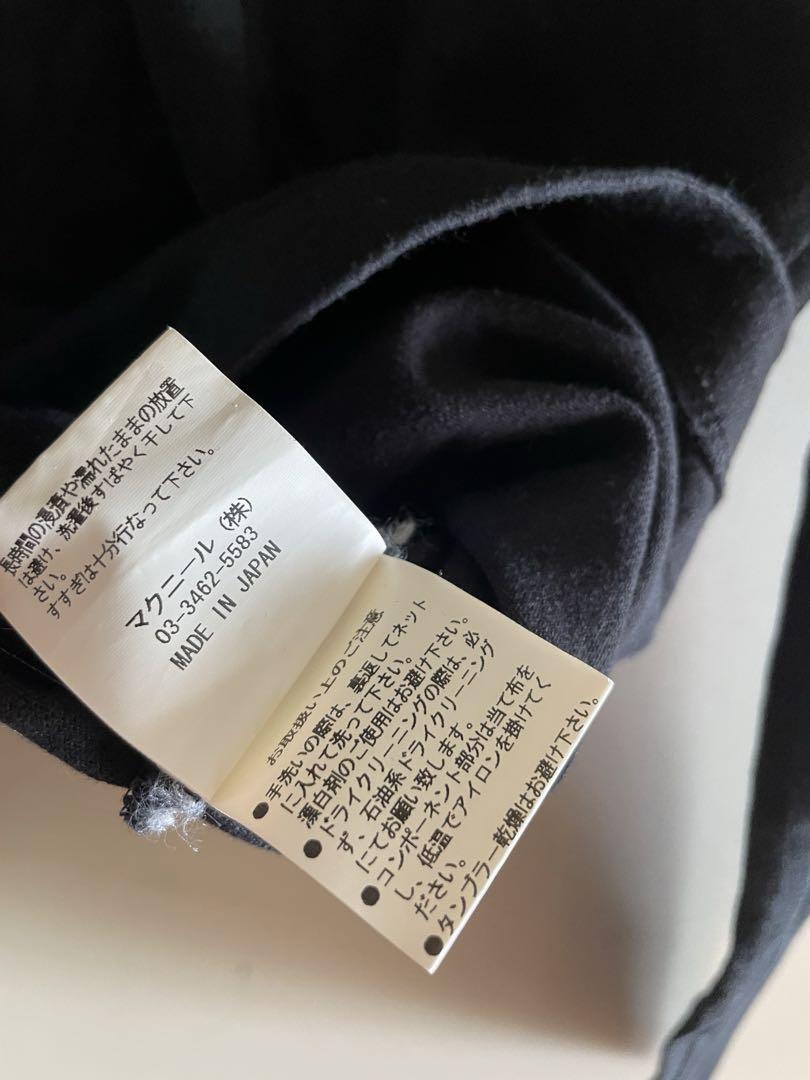 長時間の浸漬や濡れたままの放置
は避け、洗濯後すばやく干して下
さい。
すすぎは十分行なって下さい。
マクニール (株)
03-3462-5583
MADE IN JAPAN
お取扱い上のご注意
●手洗いの際は、裏返してネット
に入れて洗って下さい。
漂白剤のご使用はお避け下さい。
●ドライクリーニングの際は、必
ず、石油系ドライクリーニング
にてお願い致します。
●コンポーネント部分は当て布を
し、低温でアイロンを掛けてく
ださい。
●タンブラー乾燥はお避け下さい。